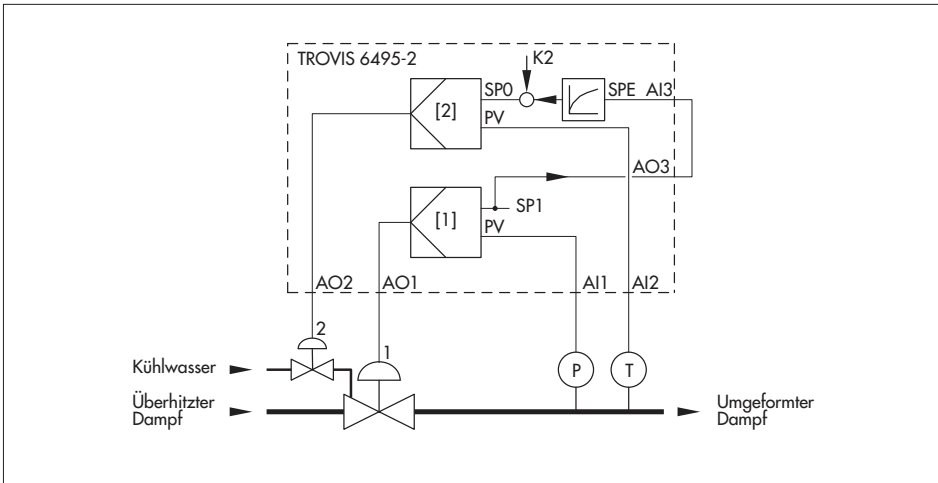 TROVIS 6495-2
K2
SP0
SPE
AI3
[2]
PV
AO3
SP1
[1]
PV
AO2
AO1
AI1
AI2
2
1
Kühlwasser
P
T
Überhitzter
Dampf
Umgeformter
Dampf